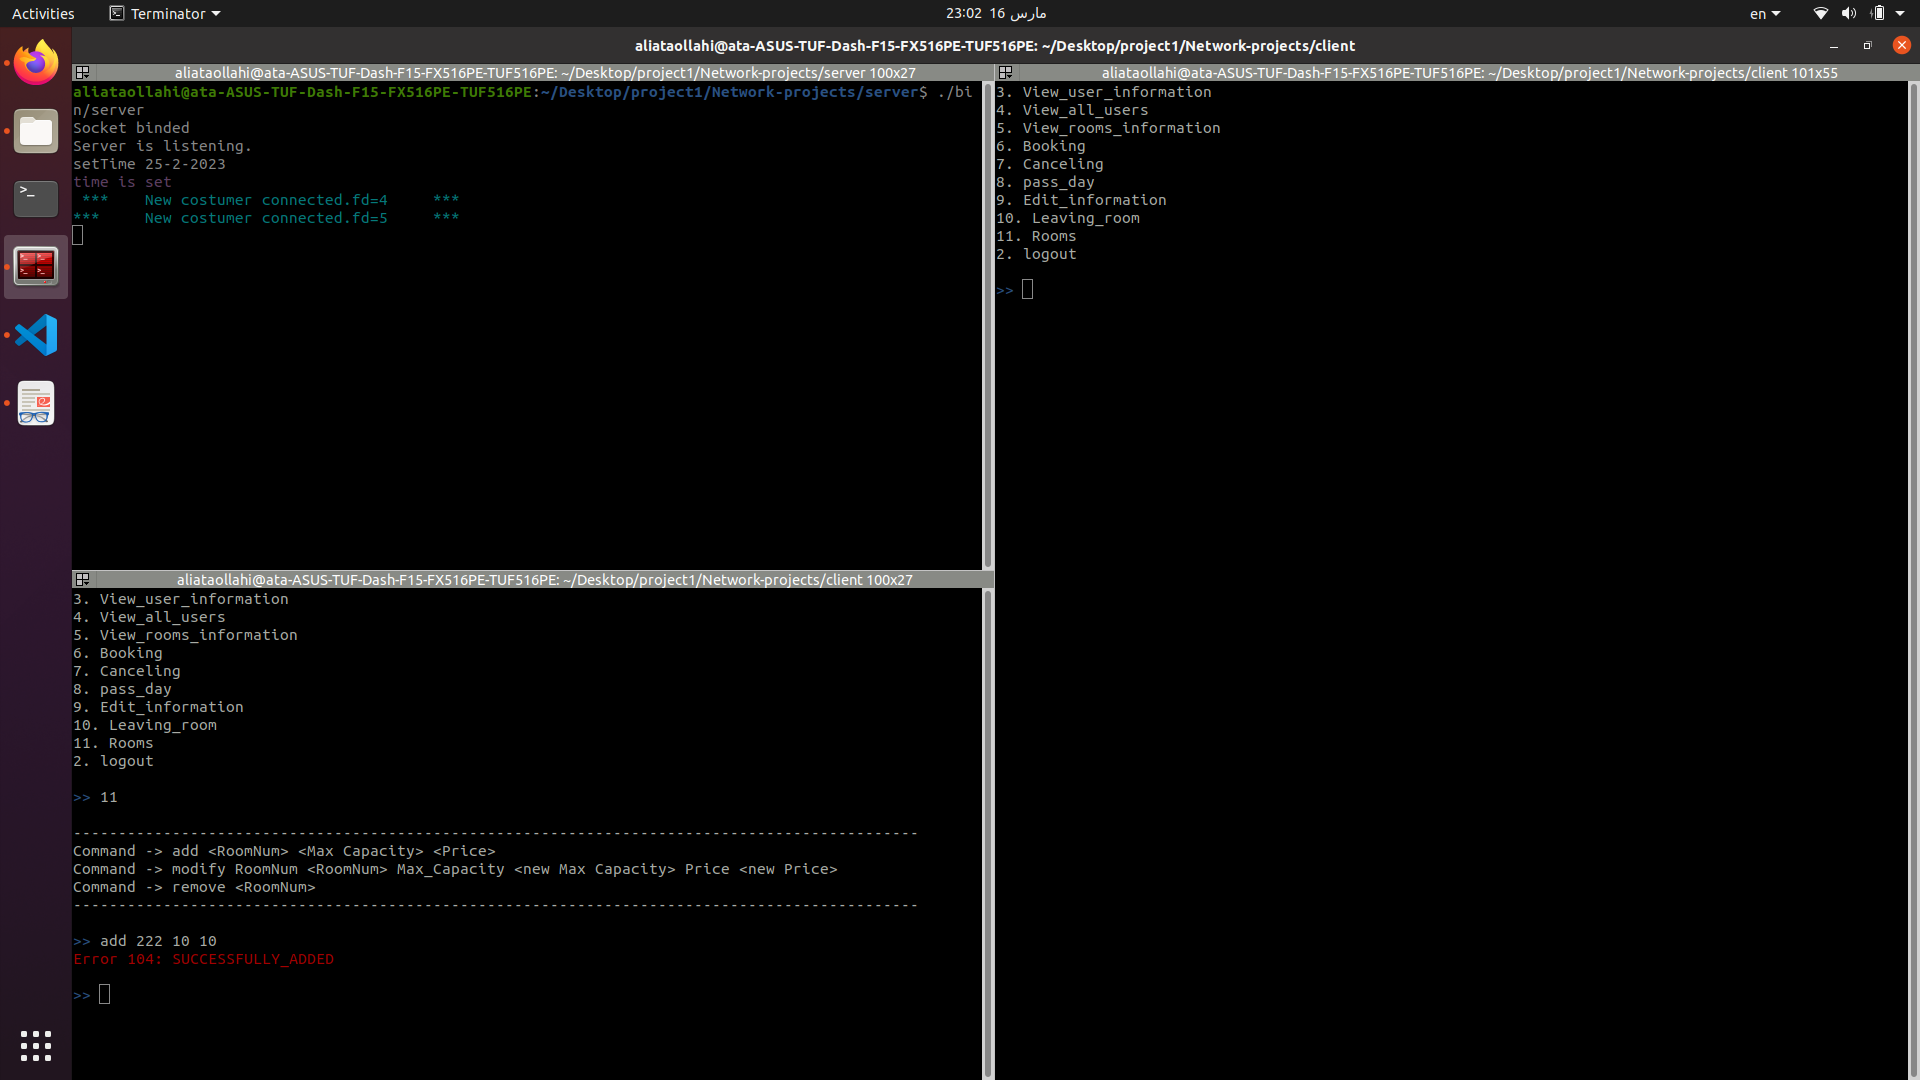 Activities
Terminator
23:02 16 مارس
en
aliataollahi@ata-ASUS-TUF-Dash-F15-FX516PE-TUF516PE: ~/Desktop/project1/Network-projects/client
aliataollahi@ata-ASUS-TUF-Dash-F15-FX516PE-TUF516PE: ~/Desktop/project1/Network-projects/server 100x27
aliataollahi@ata-ASUS-TUF-Dash-F15-FX516PE-TUF516PE:~/Desktop/project1/Network-projects/server$ ./bi
n/server
Socket binded
Server is listening.
setTime 25-2-2023
time is set
*** New costumer connected.fd=4 ***
*** New costumer connected.fd=5 ***
aliataollahi@ata-ASUS-TUF-Dash-F15-FX516PE-TUF516PE: ~/Desktop/project1/Network-projects/client 100x27
3. View_user_information
4. View_all_users
5. View_rooms_information
6. Booking
7. Canceling
8. pass_day
9. Edit_information
10. Leaving_room
11. Rooms
2. logout
>> 11
----------------------------------------------------------------------------------------------
Command -> add <RoomNum> <Max Capacity> <Price>
Command -> modify RoomNum <RoomNum> Max_Capacity <new Max Capacity> Price <new Price>
Command -> remove <RoomNum>
----------------------------------------------------------------------------------------------
>> add 222 10 10
Error 104: SUCCESSFULLY_ADDED
>>
aliataollahi@ata-ASUS-TUF-Dash-F15-FX516PE-TUF516PE: ~/Desktop/project1/Network-projects/client 101x55
3. View_user_information
4. View_all_users
5. View_rooms_information
6. Booking
7. Canceling
8. pass_day
9. Edit_information
10. Leaving_room
11. Rooms
2. logout
>>